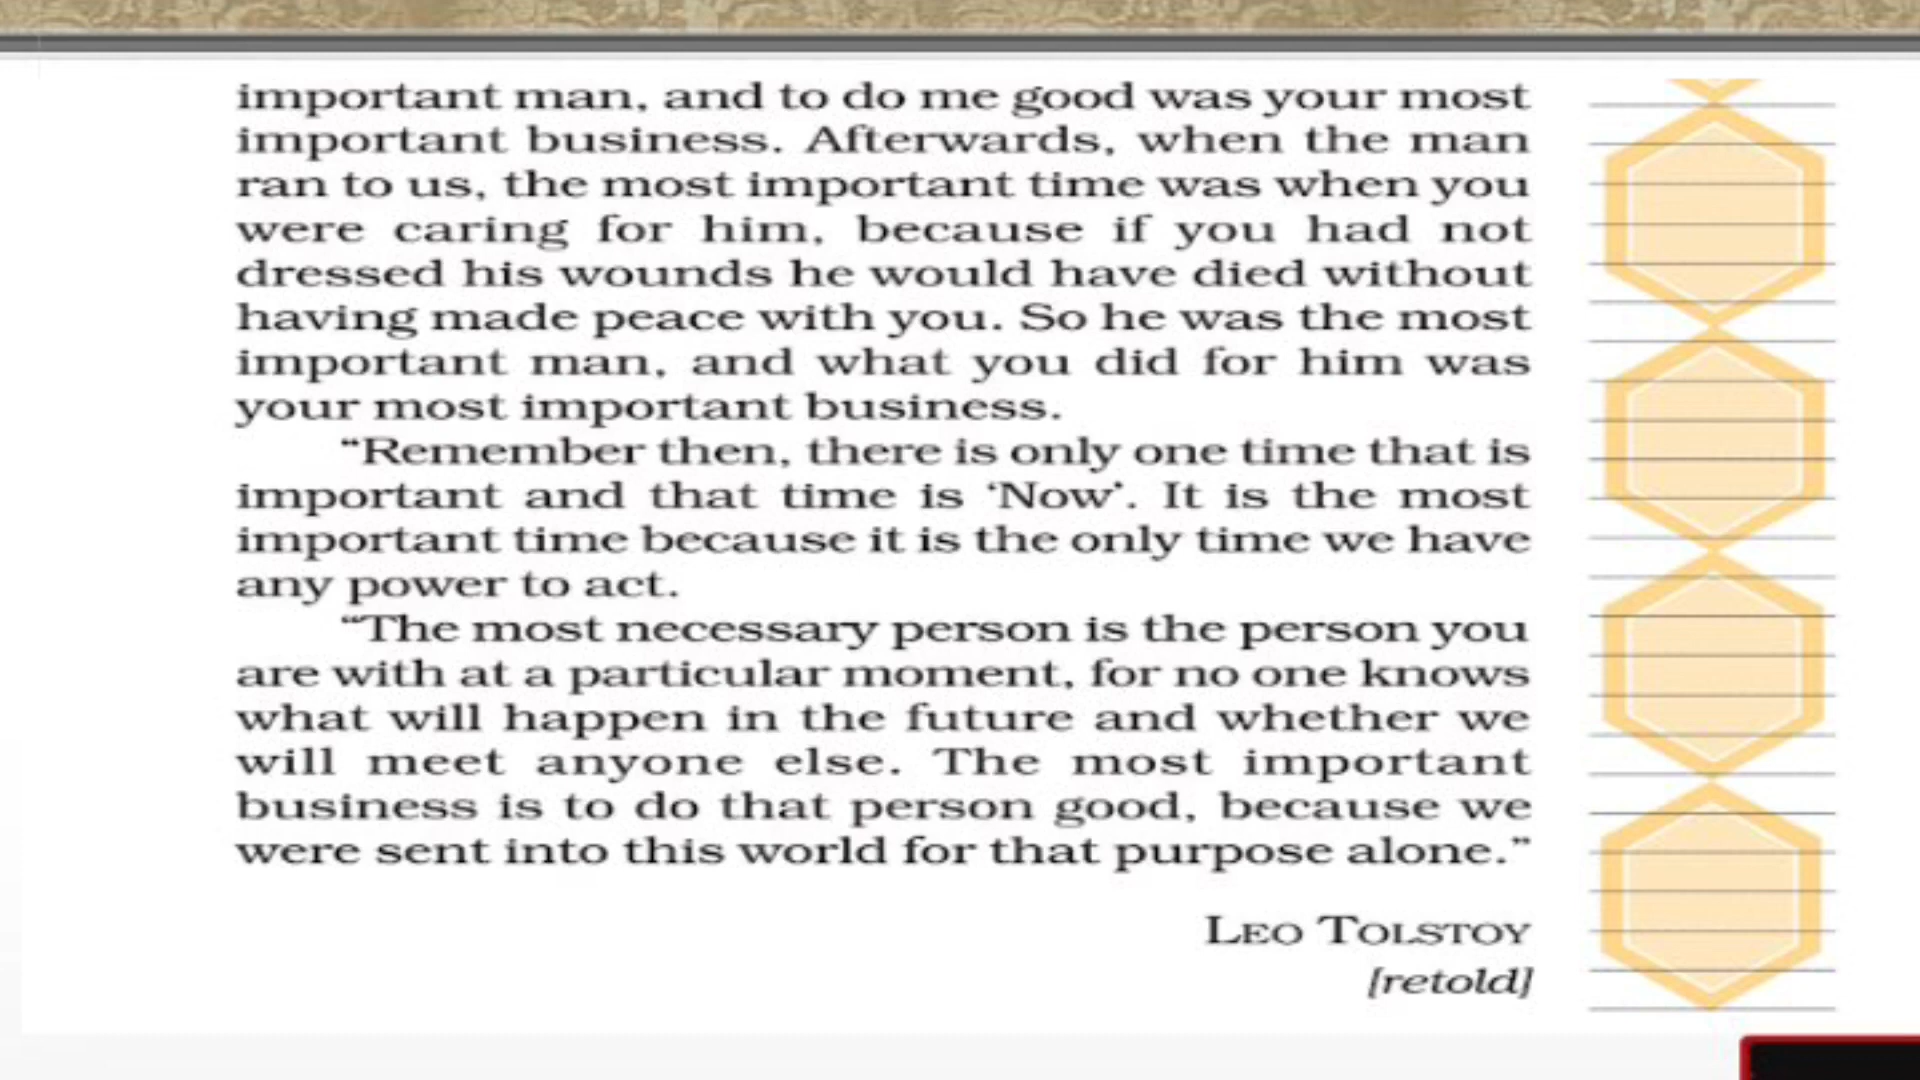 important man, and to do me good was your most
important business. Afterwards, when the man
ran to us, the most important time was when you
were caring for him, because if you had not
dressed his wounds he would have died without
having made peace with you. So he was the most
important man, and what you did for him was
your most important business.
“Remember then, there is only one time that is
important and that time is ‘Now’. It is the most
important time because it is the only time we have
any power to act.
“The most necessary person is the person you
are with at a particular moment, for no one knows
what will happen in the future and whether we
will meet anyone else. The most important
business is to do that person good, because we
were sent into this world for that purpose alone.”
LEO TOLSTOY
[retold]